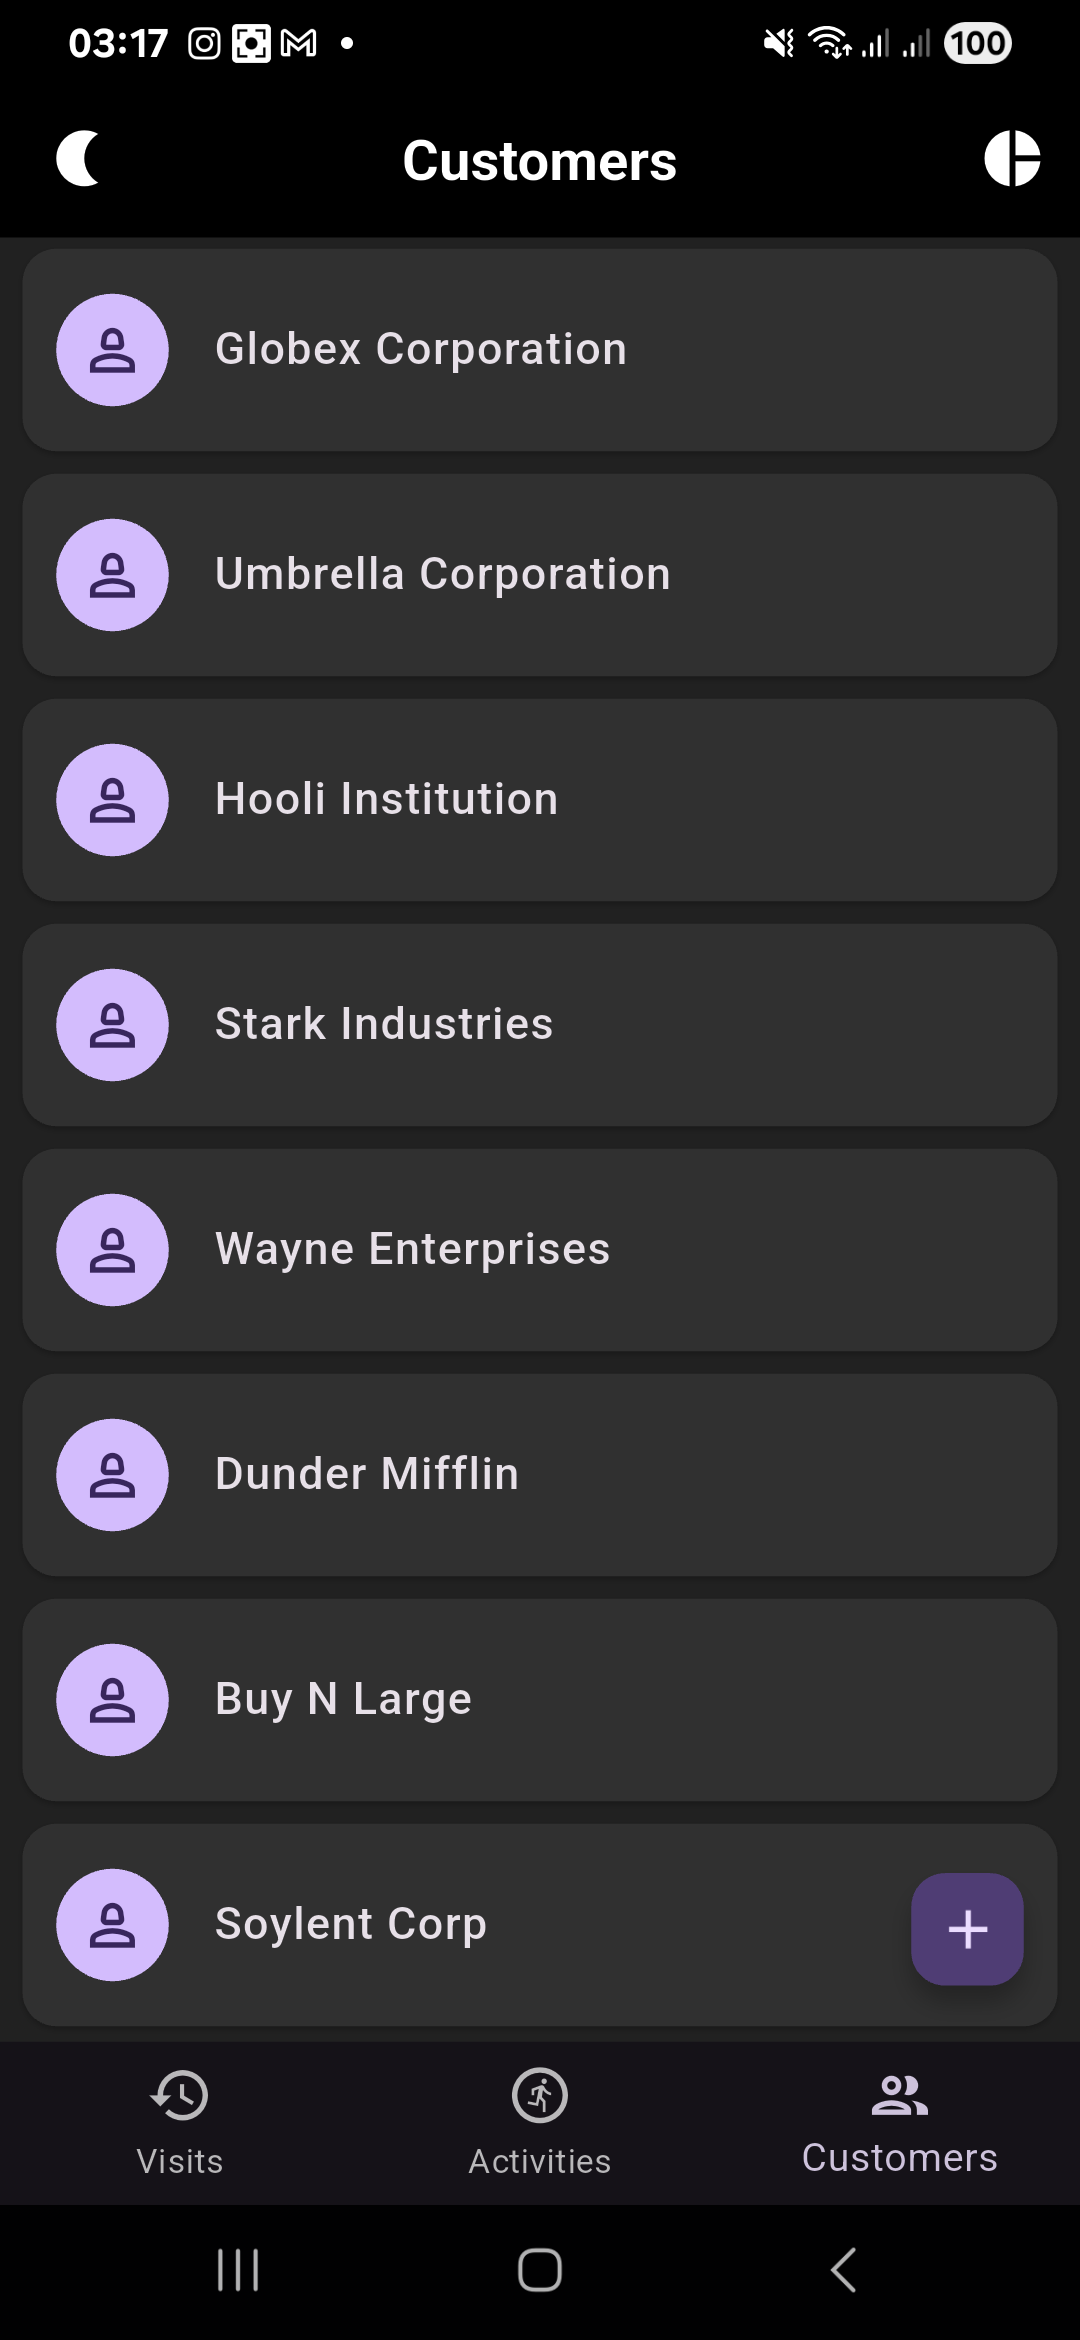 03:17
100
Customers
Globex Corporation
Umbrella Corporation
Hooli Institution
Stark Industries
Wayne Enterprises
Dunder Mifflin
Buy N Large
Soylent Corp
Visits
Activities
Customers